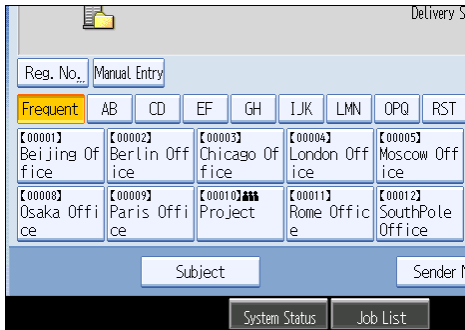 Delivery S
Reg. No.
Manual Entry
Frequent AB CD EF GH IJK LMN OPQ RST
【00001】 【00002】 【00003】 【00004】 【00005】
Beijing Of Berlin Off Chicago Of London Off Moscow Off
fice ice fice ice ice
【00008】 【00009】 【00010】 【00011】 【00012】
Osaka Offi Paris Offi Project Rome Offic SouthPole
ce ce e Office
Subject Sender N
System Status Job List